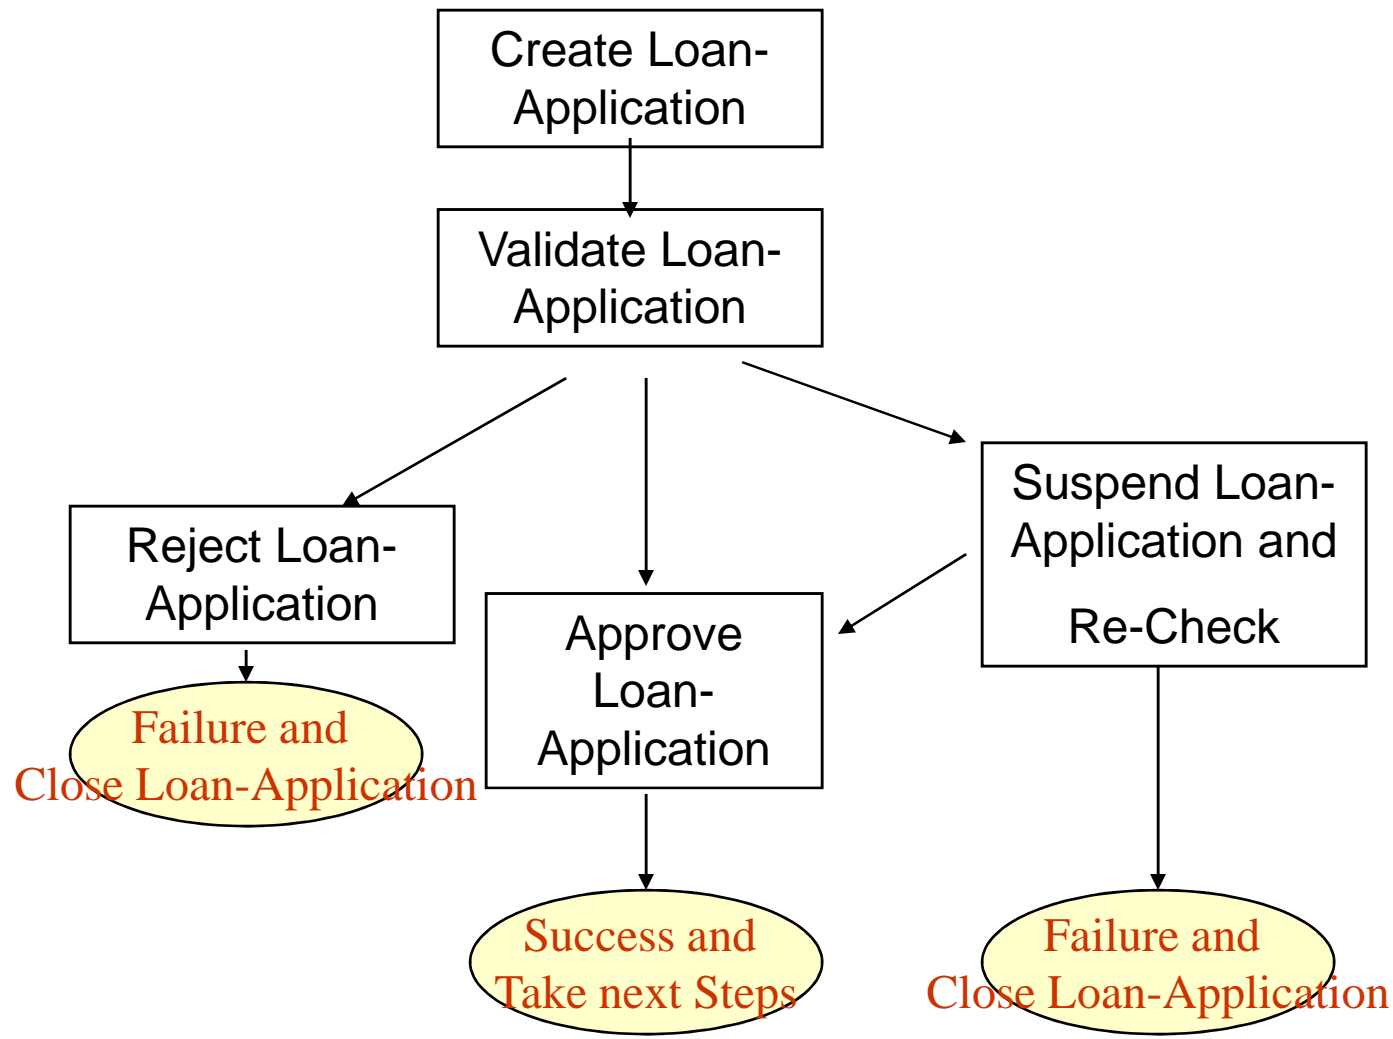 Create Loan-
Application
Validate Loan-
Application
Reject Loan-
Application
Approve
Loan-
Application
Suspend Loan-
Application and
Re-Check
Failure and
Close Loan-Application
Success and
Take next Steps
Failure and
Close Loan-Application